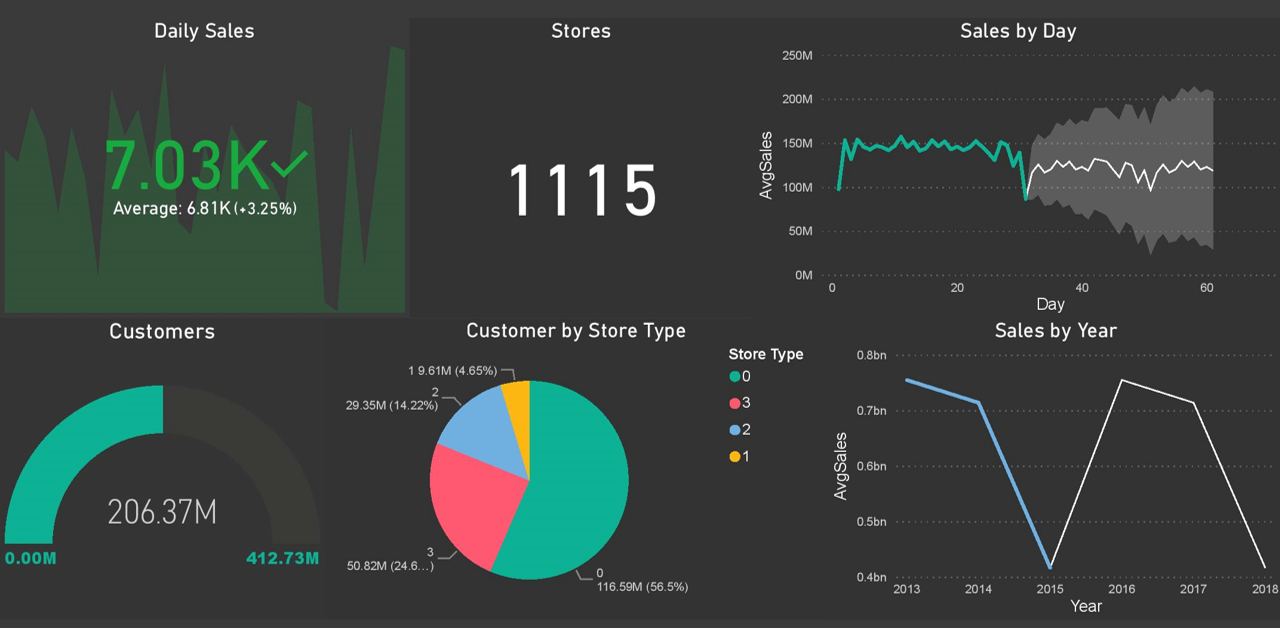 Daily Sales
7.03K✓
Average: 6.81K (+3.25%)
Stores
1115
Sales by Day
250M
200M
150M
100M
50M
0M
AvgSales
0
20
40
60
Day
Customers
206.37M
0.00M
412.73M
Customer by Store Type
1 9.61M (4.65%)
2
29.35M (14.22%)
3
50.82M (24.6...)
0
116.59M (56.5%)
Store Type
0
3
2
1
Sales by Year
0.8bn
0.7bn
0.6bn
0.5bn
0.4bn
AvgSales
2013
2014
2015
2016
2017
2018
Year